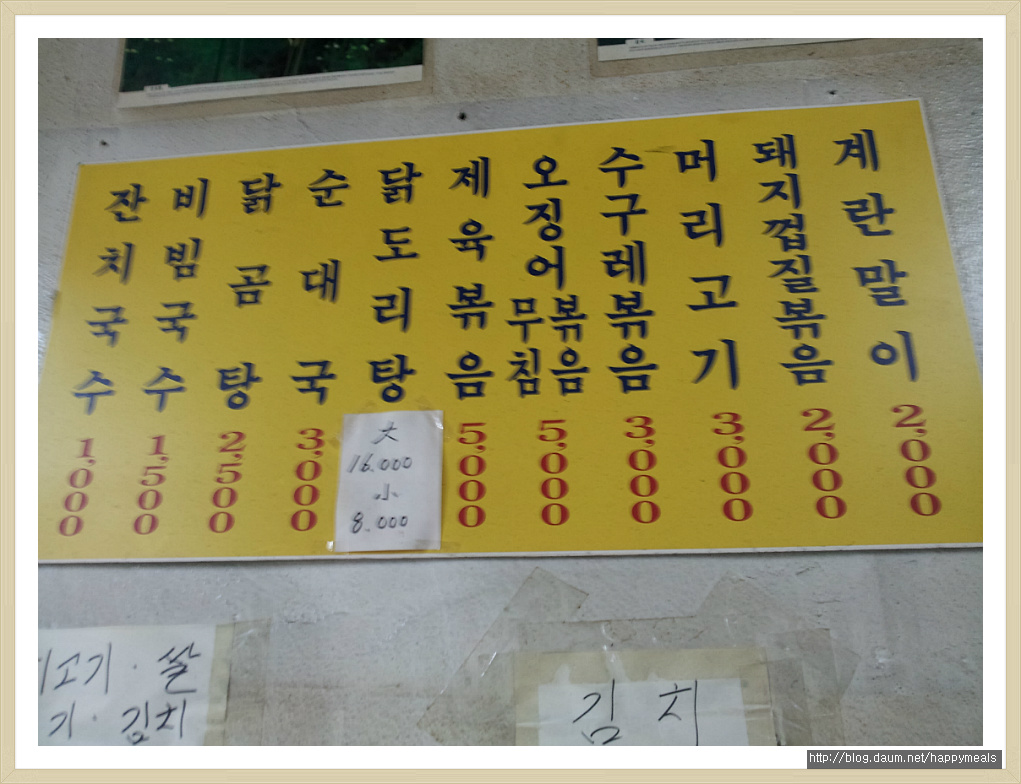 잔치국수 1,000
비빔국수 1,500
닭곰탕 2,500
순대국 3,000
닭도리탕
大
16.000
小
8.000
제육볶음 5,000
오징어 무침 볶음 5,000
수구레볶음 3,000
머리고기 3,000
돼지껍질볶음 2,000
계란말이 2,000
고기 · 쌀
기 · 김치
김치
http://blog.daum.net/happymeals